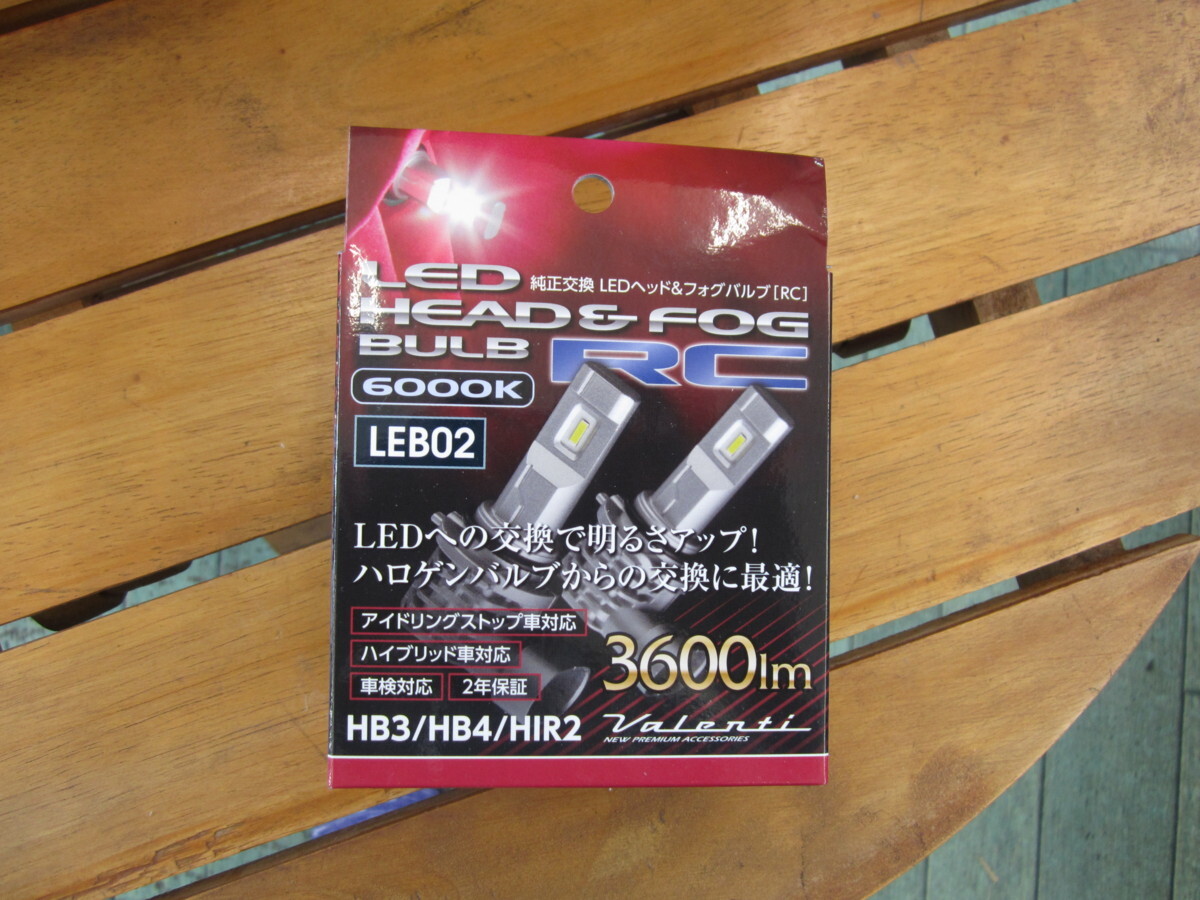 LED 純正交換 LEDヘッド&フォグバルブ[RC]
HEAD & FOG
BULB RC
6000K
LEB02
LEDへの交換で明るさアップ!
ハロゲンバルブからの交換に最適!
アイドリングストップ車対応
ハイブリッド車対応
車検対応 2年保証
3600lm
HB3/HB4/HIR2 Valenti
NEW PREMIUM ACCESSORIES